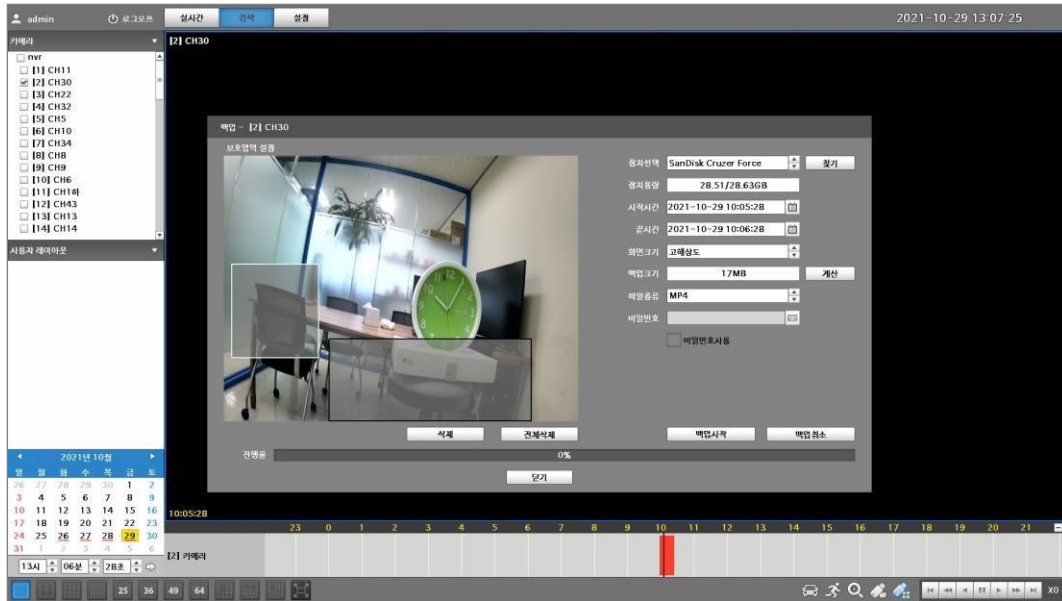 admin 로그오프 실시간 검색 설정 2021-10-29 13:07:25
카메라
nvr
[1] CH11
[2] CH30
[3] CH22
[4] CH32
[5] CH5
[6] CH10
[7] CH34
[8] CH8
[9] CH9
[10] CH6
[11] CH1하
[12] CH43
[13] CH13
[14] CH14
사용자 레이아웃
2021년 10월
일 월 화 수 목 금 토
26 27 28 29 30 1 2
3 4 5 6 7 8 9
10 11 12 13 14 15 16
17 18 19 20 21 22 23
24 25 26 27 28 29 30
31 1 2 3 4 5 6
13시 06분 28초
[2] CH30
백업 - [2] CH30
보호영역 설정
12
1
2
3
4
8
9
10
11
LG
삭제 전체삭제
장치선택 SanDisk Cruzer Force 찾기
장치용량 28.51/28.63GB
시작시간 2021-10-29 10:05:28
끝시간 2021-10-29 10:06:28
화면크기 고해상도
백업크기 17MB 계산
파일종류 MP4
비밀번호
비밀번호사용
백업시작 백업취소
진행율 0%
닫기
10:05:28
23 0 1 2 3 4 5 6 7 8 9 10 11 12 13 14 15 16 17 18 19 20 21
[2] 카메라
25 36 49 64 X0